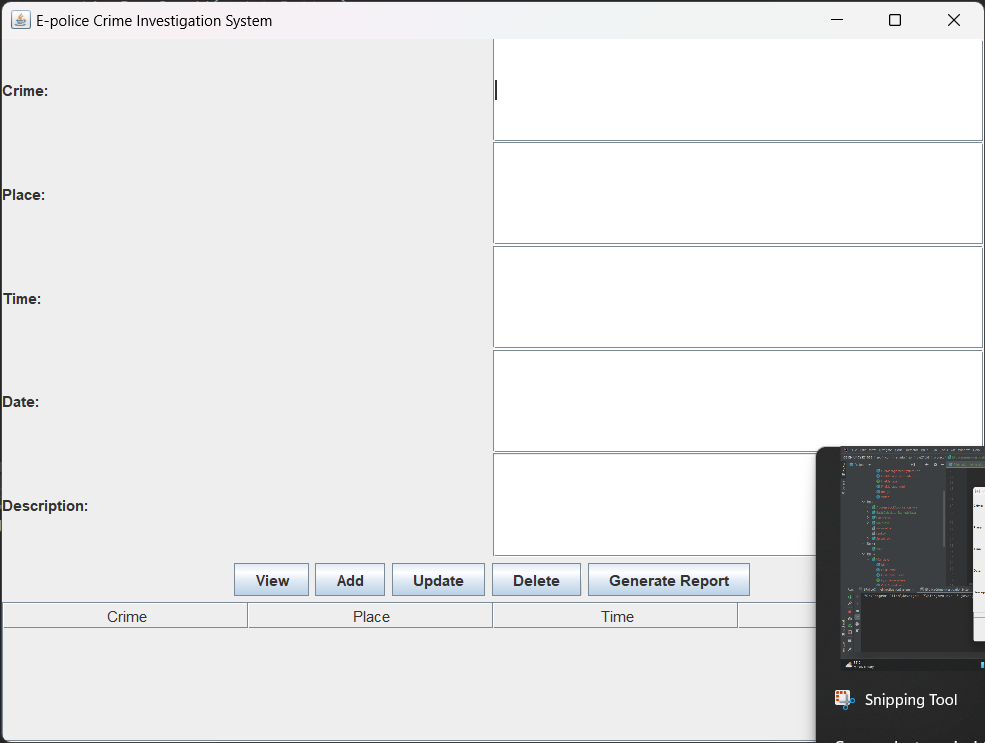 E-police Crime Investigation System
Crime:
Place:
Time:
Date:
Description:
View Add Update Delete Generate Report
Crime Place Time
Snipping Tool